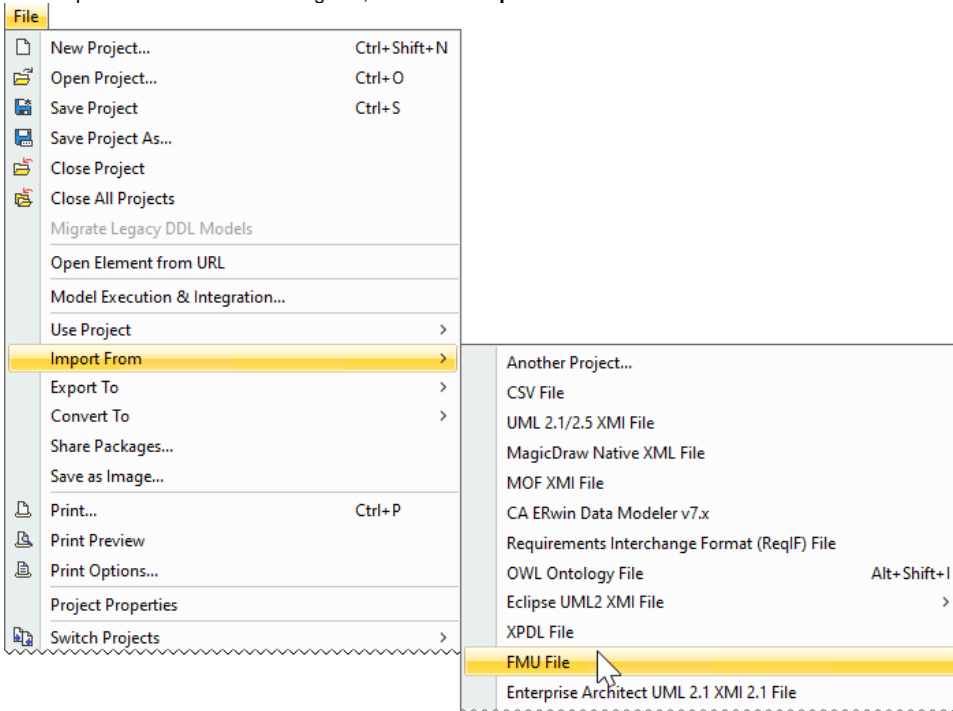 File
New Project... Ctrl+Shift+N
Open Project... Ctrl+O
Save Project Ctrl+S
Save Project As...
Close Project
Close All Projects
Migrate Legacy DDL Models
Open Element from URL
Model Execution & Integration...
Use Project >
Import From >
Export To >
Convert To >
Share Packages...
Save as Image...
Print... Ctrl+P
Print Preview
Print Options...
Project Properties
Switch Projects >
Another Project...
CSV File
UML 2.1/2.5 XMI File
MagicDraw Native XML File
MOF XMI File
CA ERwin Data Modeler v7.x
Requirements Interchange Format (ReqIF) File
OWL Ontology File Alt+Shift+I
Eclipse UML2 XMI File >
XPDL File
FMU File
Enterprise Architect UML 2.1 XMI 2.1 File